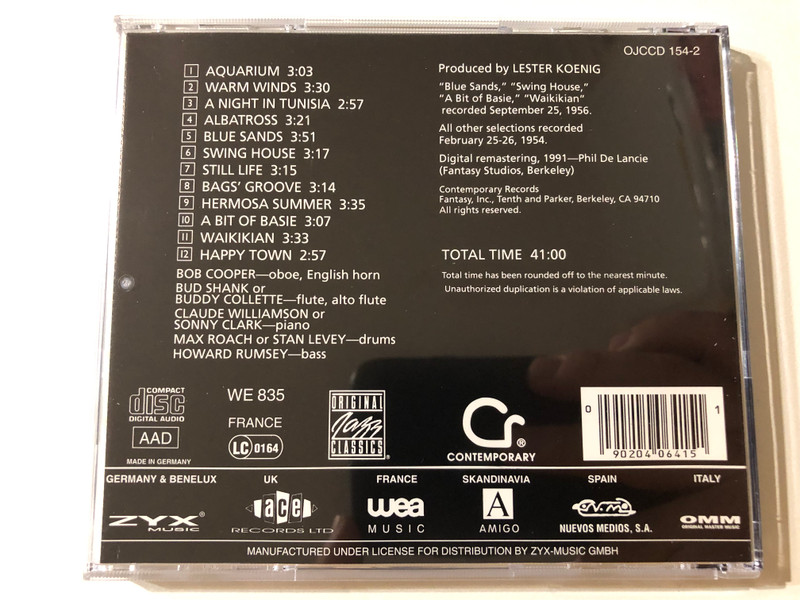 OJCCD 154-2
1 AQUARIUM 3:03
2 WARM WINDS 3:30
3 A NIGHT IN TUNISIA 2:57
4 ALBATROSS 3:21
5 BLUE SANDS 3:51
6 SWING HOUSE 3:17
7 STILL LIFE 3:15
8 BAGS' GROOVE 3:14
9 HERMOSA SUMMER 3:35
10 A BIT OF BASIE 3:07
11 WAIKIKIAN 3:33
12 HAPPY TOWN 2:57
BOB COOPER—oboe, English horn
BUD SHANK or
BUDDY COLLETTE—flute, alto flute
CLAUDE WILLIAMSON or
SONNY CLARK—piano
MAX ROACH or STAN LEVEY—drums
HOWARD RUMSEY—bass
Produced by LESTER KOENIG
"Blue Sands," "Swing House,"
"A Bit of Basie," "Waikikian"
recorded September 25, 1956.
All other selections recorded
February 25-26, 1954.
Digital remastering, 1991—Phil De Lancie
(Fantasy Studios, Berkeley)
Contemporary Records
Fantasy, Inc., Tenth and Parker, Berkeley, CA 94710
All rights reserved.
TOTAL TIME 41:00
Total time has been rounded off to the nearest minute.
Unauthorized duplication is a violation of applicable laws.
COMPACT
disc
DIGITAL AUDIO
AAD
MADE IN GERMANY
WE 835
FRANCE
LC 0164
ORIGINAL
Jazz
CLASSICS
®
Cr®
CONTEMPORARY
0 1
90204 06415
GERMANY & BENELUX
UK
FRANCE
SKANDINAVIA
SPAIN
ITALY
ZYX®
MUSIC
ace
RECORDS LTD
wea
MUSIC
A
AMIGO
n.m
NUEVOS MEDIOS, S.A.
OMM
ORIGINAL MASTER MUSIC
MANUFACTURED UNDER LICENSE FOR DISTRIBUTION BY ZYX-MUSIC GMBH